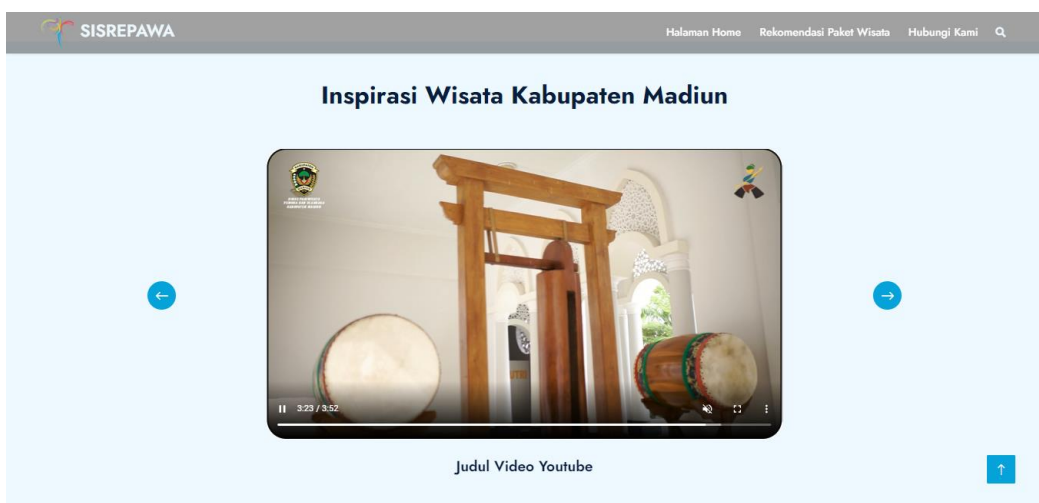 SISREPAWA
Halaman Home Rekomendasi Paket Wisata Hubungi Kami
Inspirasi Wisata Kabupaten Madiun
3:23 / 3:52
Judul Video Youtube